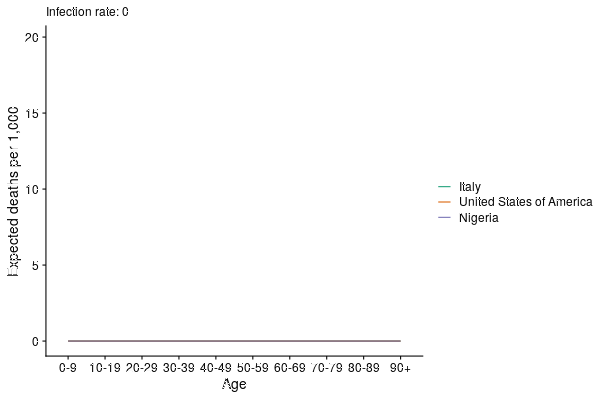 Infection rate: 0
20
15
10
5
0
Expected deaths per 1,000
0-9 10-19 20-29 30-39 40-49 50-59 60-69 70-79 80-89 90+
Age
Italy
United States of America
Nigeria